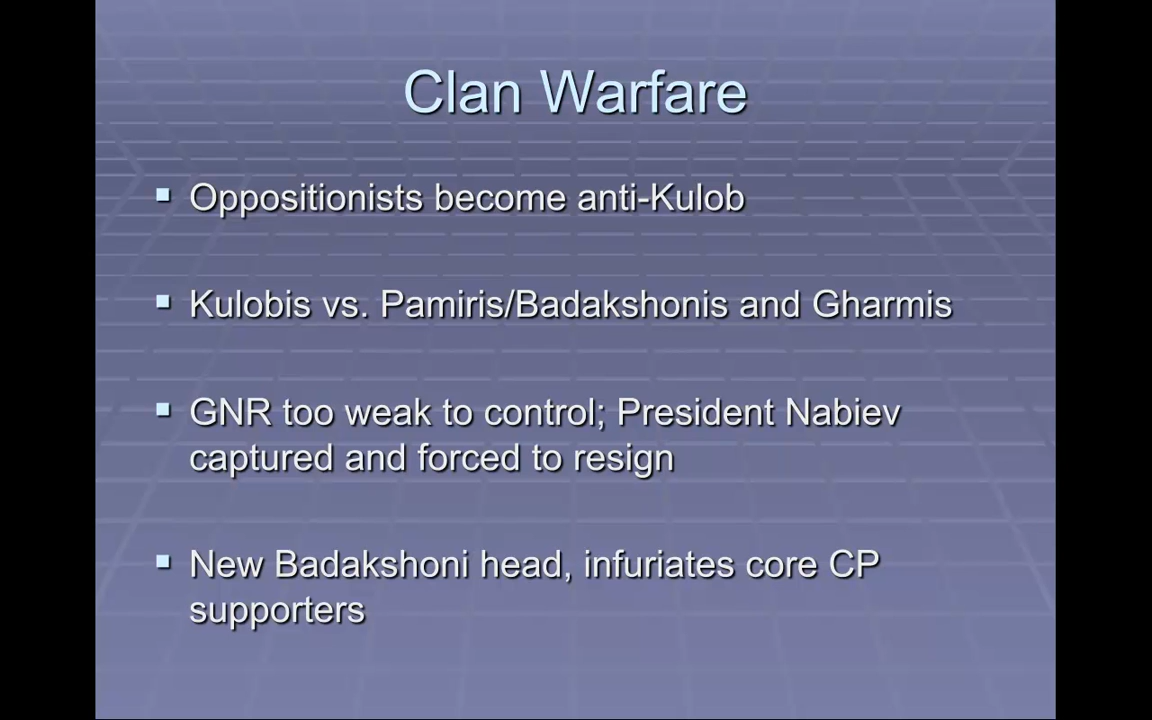 Clan Warfare
▪ Oppositionists become anti-Kulob
▪ Kulobis vs. Pamiris/Badakshonis and Gharmis
▪ GNR too weak to control; President Nabiev
captured and forced to resign
▪ New Badakshoni head, infuriates core CP
supporters